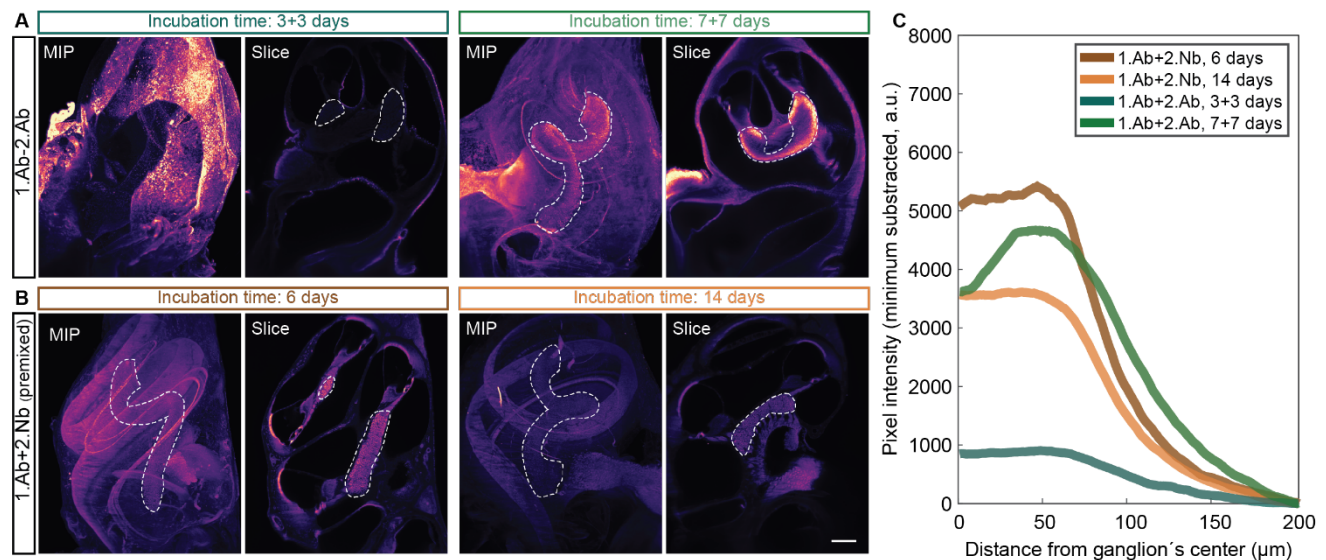 A
Incubation time: 3+3 days
Incubation time: 7+7 days
1.Ab-2.Ab
MIP
Slice
MIP
Slice
B
Incubation time: 6 days
Incubation time: 14 days
1.Ab+2.Nb (premixed)
MIP
Slice
MIP
Slice
C
Pixel intensity (minimum substracted, a.u.)
8000
7000
6000
5000
4000
3000
2000
1000
0
1.Ab+2.Nb, 6 days
1.Ab+2.Nb, 14 days
1.Ab+2.Ab, 3+3 days
1.Ab+2.Ab, 7+7 days
0 50 100 150 200
Distance from ganglion´s center (µm)